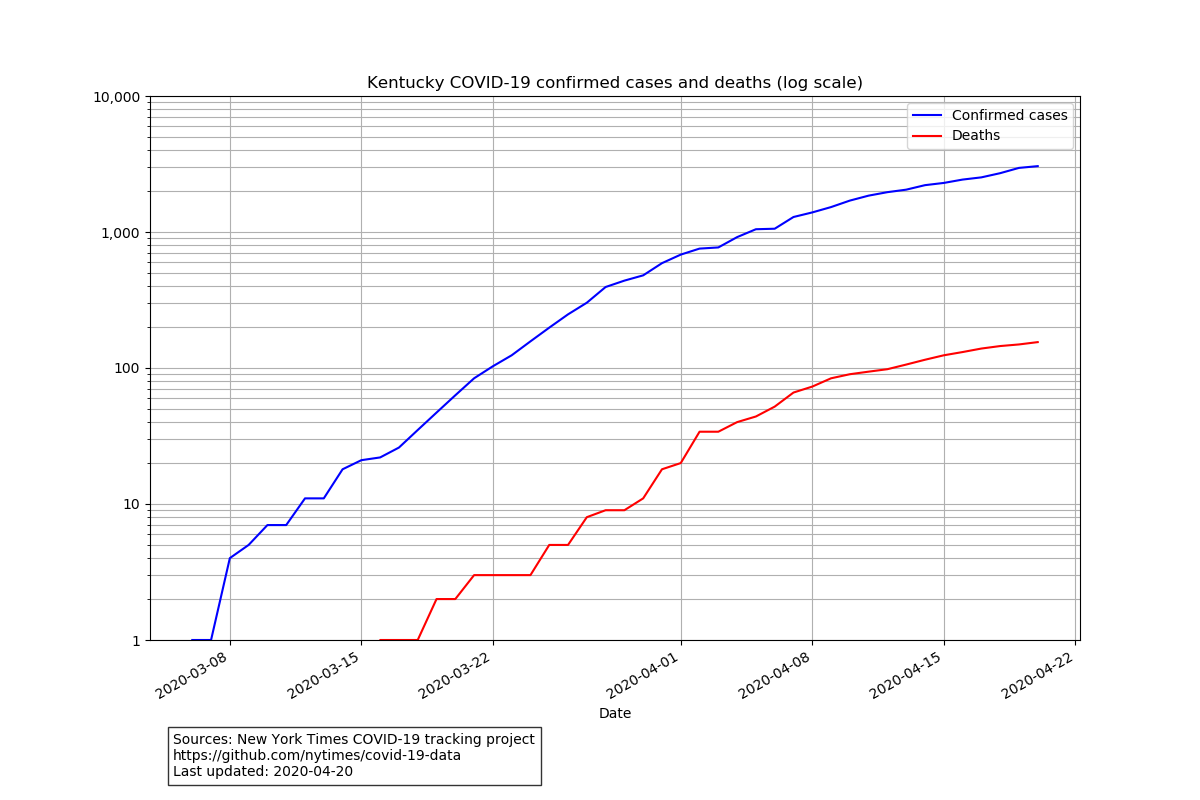 Kentucky COVID-19 confirmed cases and deaths (log scale)
10,000
1,000
100
10
1
Confirmed cases
Deaths
2020-03-08
2020-03-15
2020-03-22
2020-04-01
2020-04-08
2020-04-15
2020-04-22
Date
Sources: New York Times COVID-19 tracking project
https://github.com/nytimes/covid-19-data
Last updated: 2020-04-20